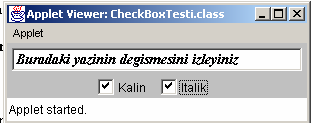 Applet Viewer: CheckBoxTesti.class
Applet
Buradaki yazinin degismesini izleyiniz
Kalin Italik
Applet started.